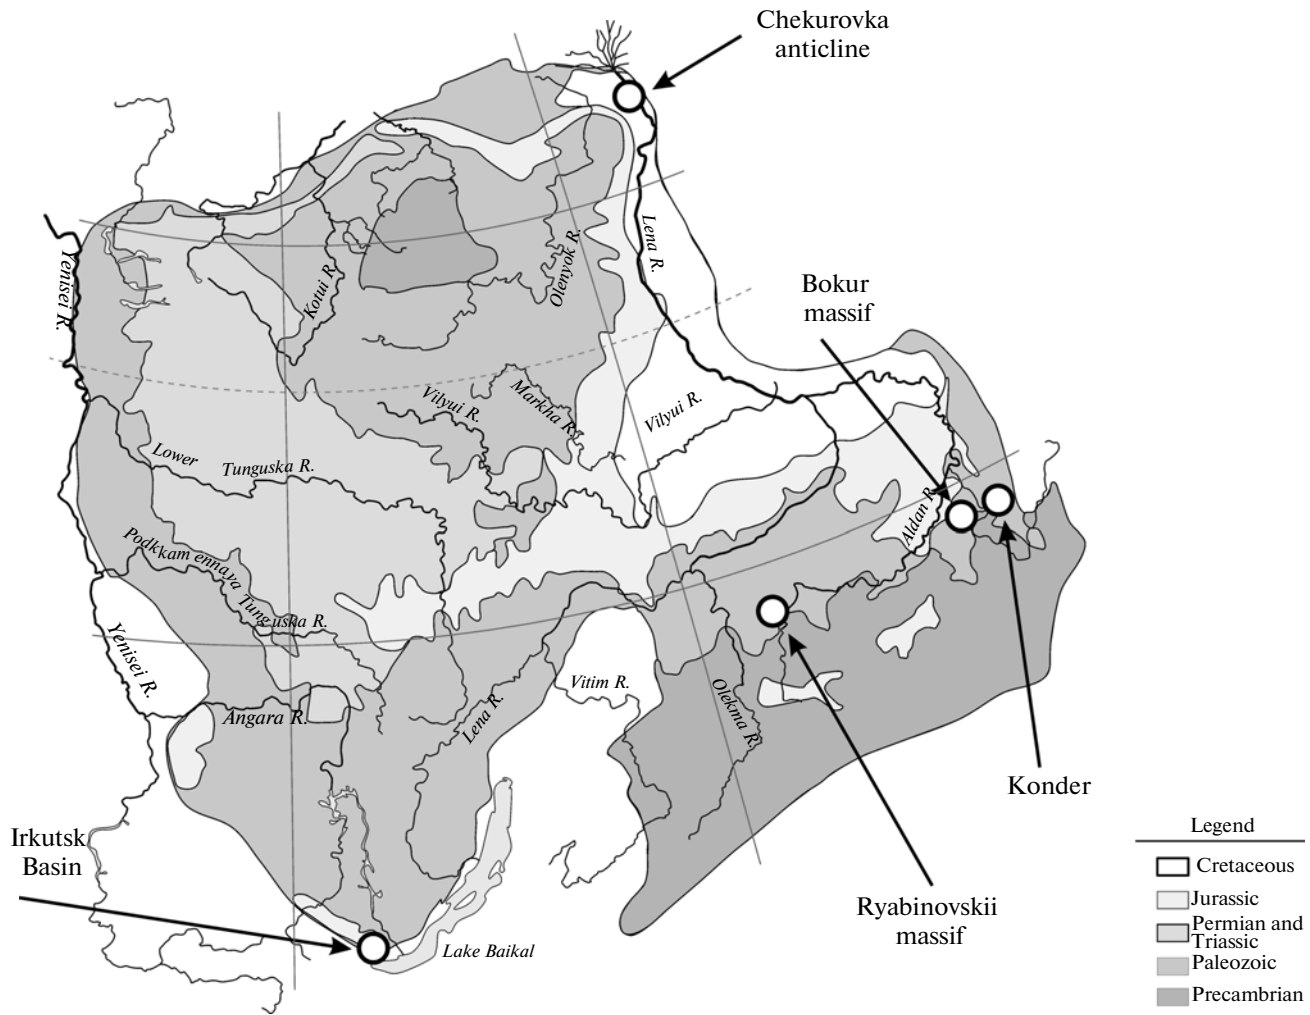 Chekurovka
anticline
Lena R.
Yenisei R.
Kotui R.
Olenyok R.
Bokur
massif
Vilyui R.
Markha R.
Vilyui R.
Lower
Tunguska R.
Aldan R.
Podkkam ennaya
Tunguska R.
Yenisei R.
Vitim R.
Olekma R.
Lena R.
Angara R.
Konder
Irkutsk
Basin
Ryabinovskii
massif
Lake Baikal
Legend
Cretaceous
Jurassic
Permian and
Triassic
Paleozoic
Precambrian